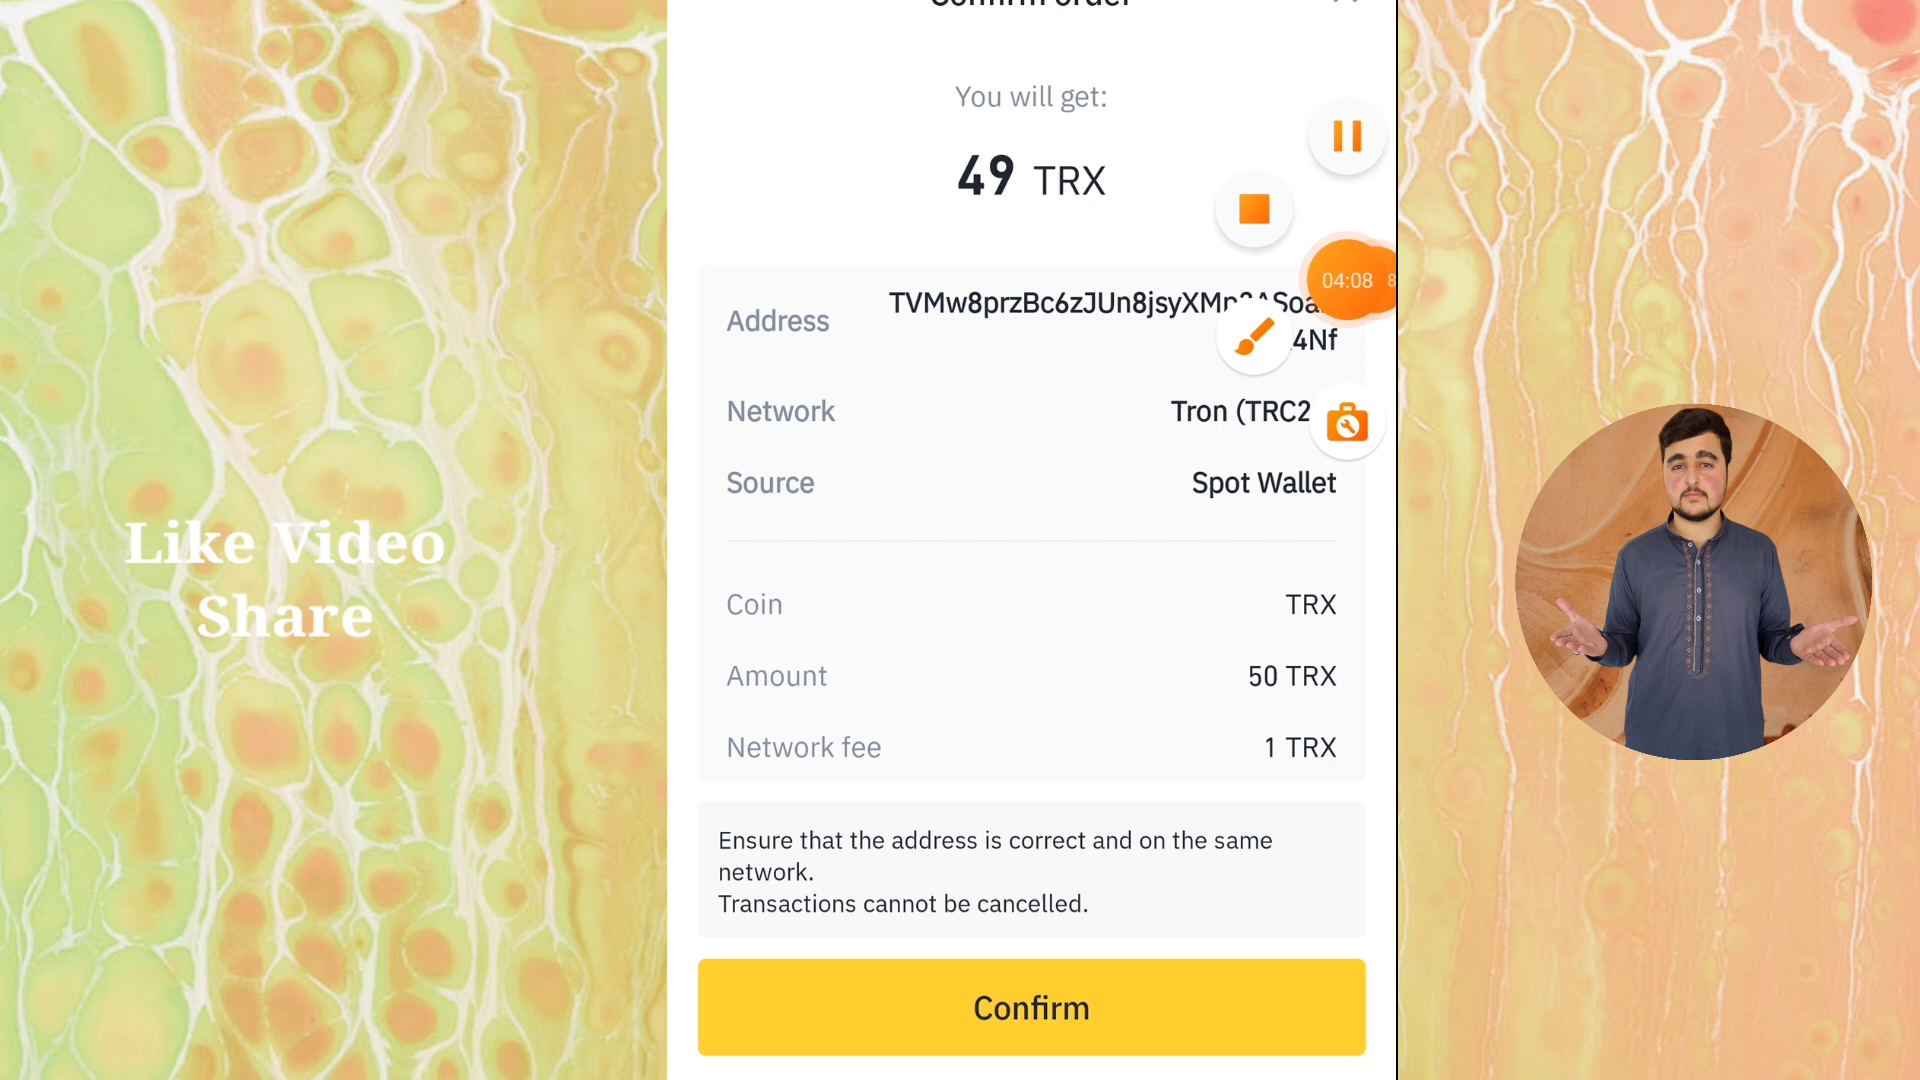 You will get:
49 TRX
04:08
Address
4Nf
Network
Tron (TRC2
Source
Spot Wallet
Like Video
Share
Coin
TRX
Amount
50 TRX
Network fee
1 TRX
Ensure that the address is correct and on the same
network.
Transactions cannot be cancelled.
Confirm